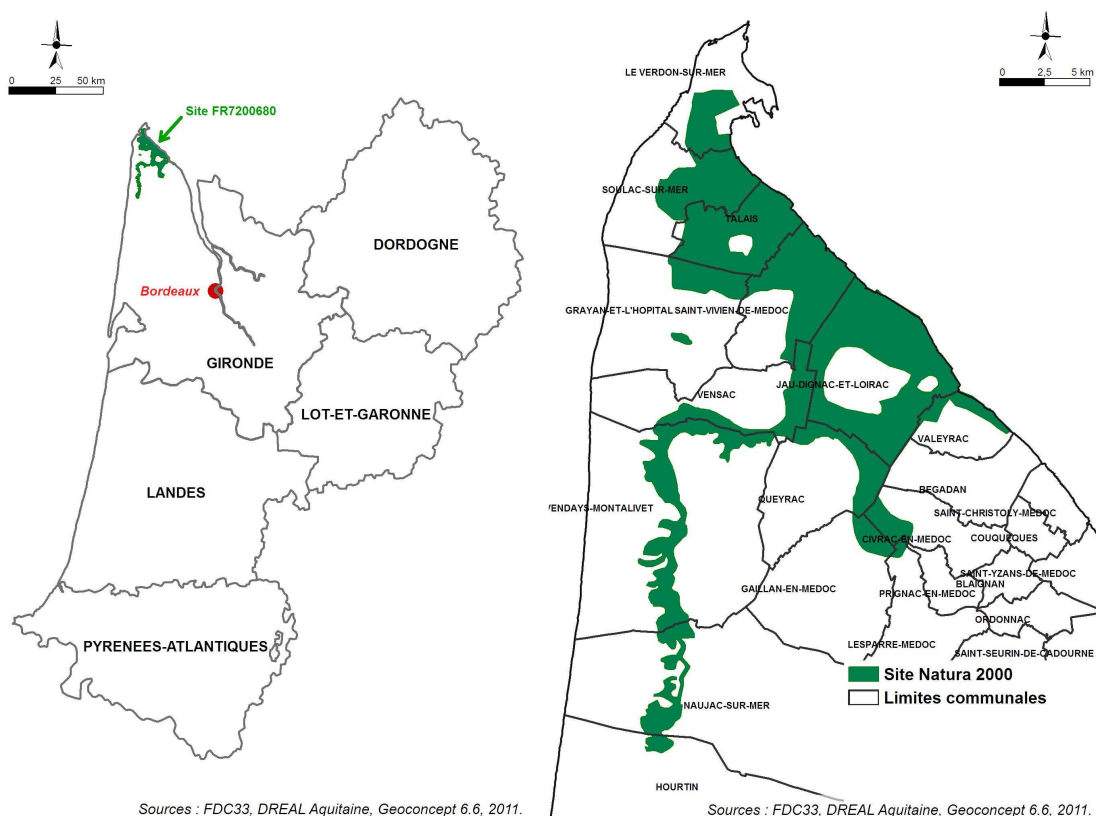 0 25 50 km
Site FR7200680
DORDOGNE
Bordeaux
GIRONDE
LOT-ET-GARONNE
LANDES
PYRENEES-ATLANTIQUES
Sources : FDC33, DREAL Aquitaine, Geoconcept 6.6, 2011.
0 2,5 5 km
LE VERDON-SUR-MER
SOULAC-SUR-MER
TALAIS
GRAYAN-ET-L'HOPITAL
SAINT-VIVIEN-DE-MEDOC
JAU-DIGNAC-ET-LOIRAC
VENSAC
VALEYRAC
BEGADAN
QUEYRAC
VENDAYS-MONTALIVET
SAINT-CHRISTOLY-MEDOC
CIVRAC-EN-MEDOC
COUQUEQUES
SAINT-YZANS-DE-MEDOC
BLAIGNAN
GAILLAN-EN-MEDOC
PRIGNAC-EN-MEDOC
ORDONNAC
LESPARRE-MEDOC
SAINT-SEURIN-DE-CADOURNE
Site Natura 2000
Limites communales
NAUJAC-SUR-MER
HOURTIN
Sources : FDC33, DREAL Aquitaine, Geoconcept 6.6, 2011.